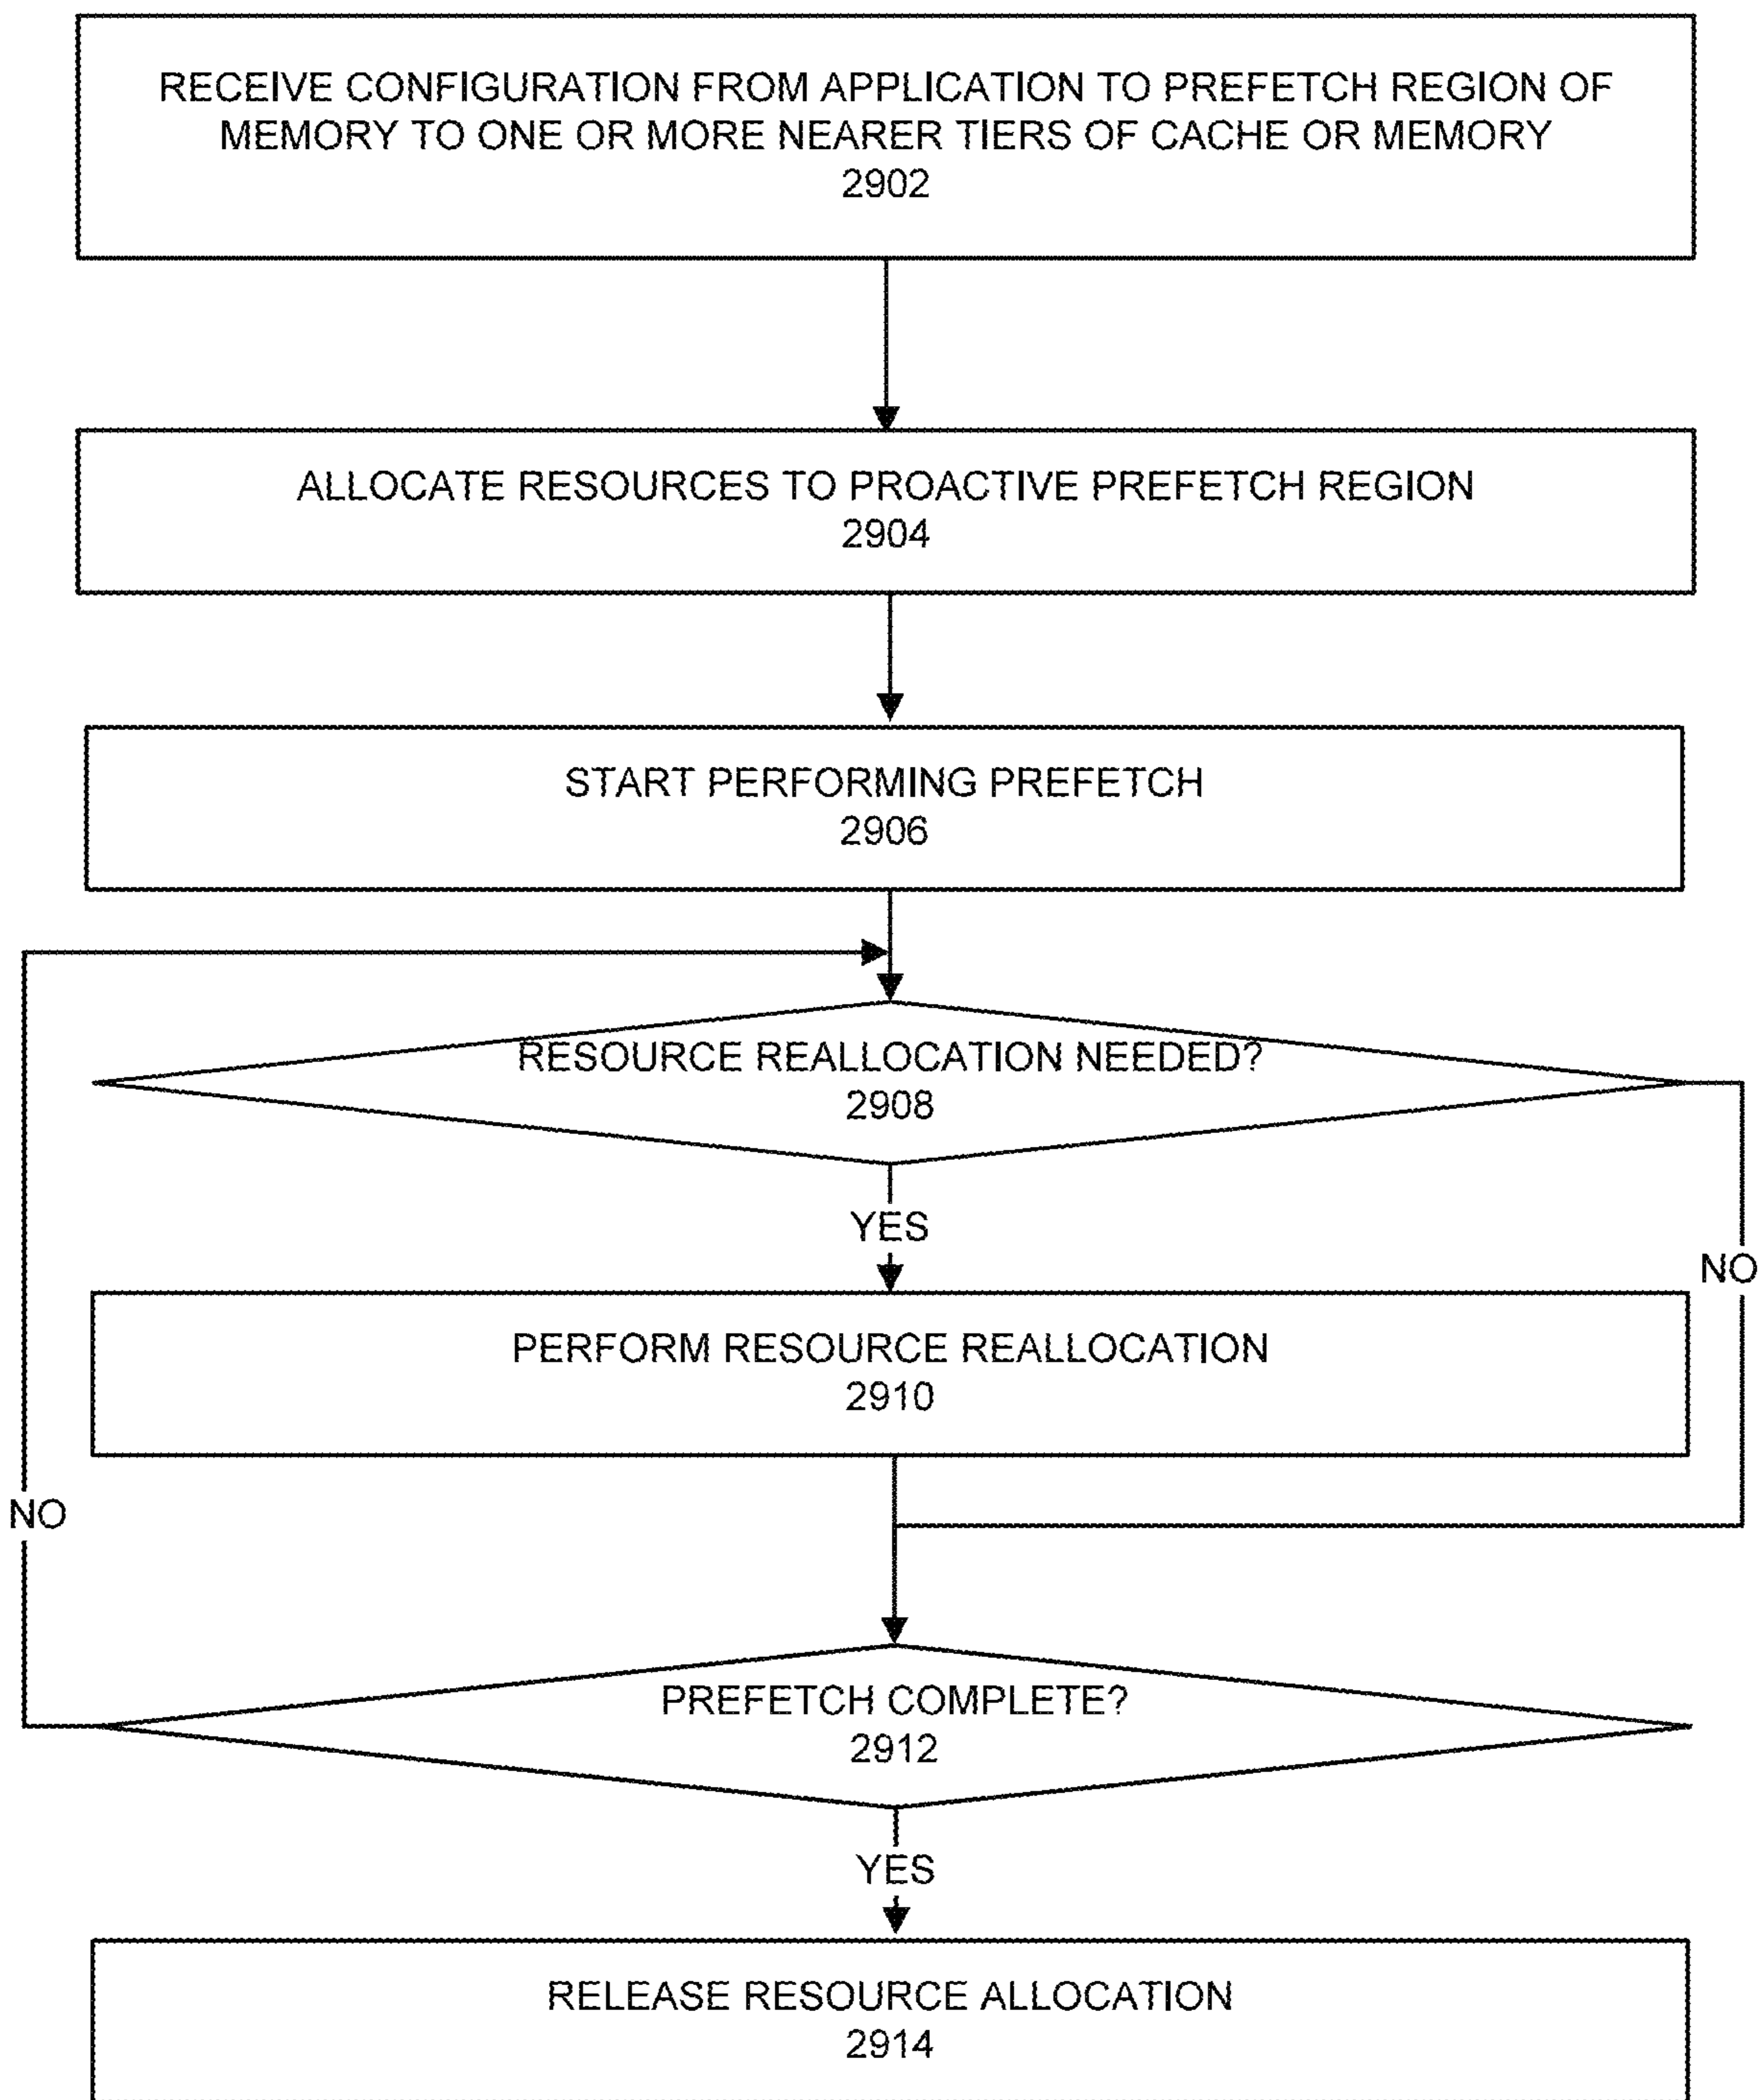 RECEIVE CONFIGURATION FROM APPLICATION TO PREFETCH REGION OF
MEMORY TO ONE OR MORE NEARER TIERS OF CACHE OR MEMORY
2902
ALLOCATE RESOURCES TO PROACTIVE PREFETCH REGION
2904
START PERFORMING PREFETCH
2906
RESOURCE REALLOCATION NEEDED?
2908
YES
NO
PERFORM RESOURCE REALLOCATION
2910
NO
PREFETCH COMPLETE?
2912
YES
RELEASE RESOURCE ALLOCATION
2914